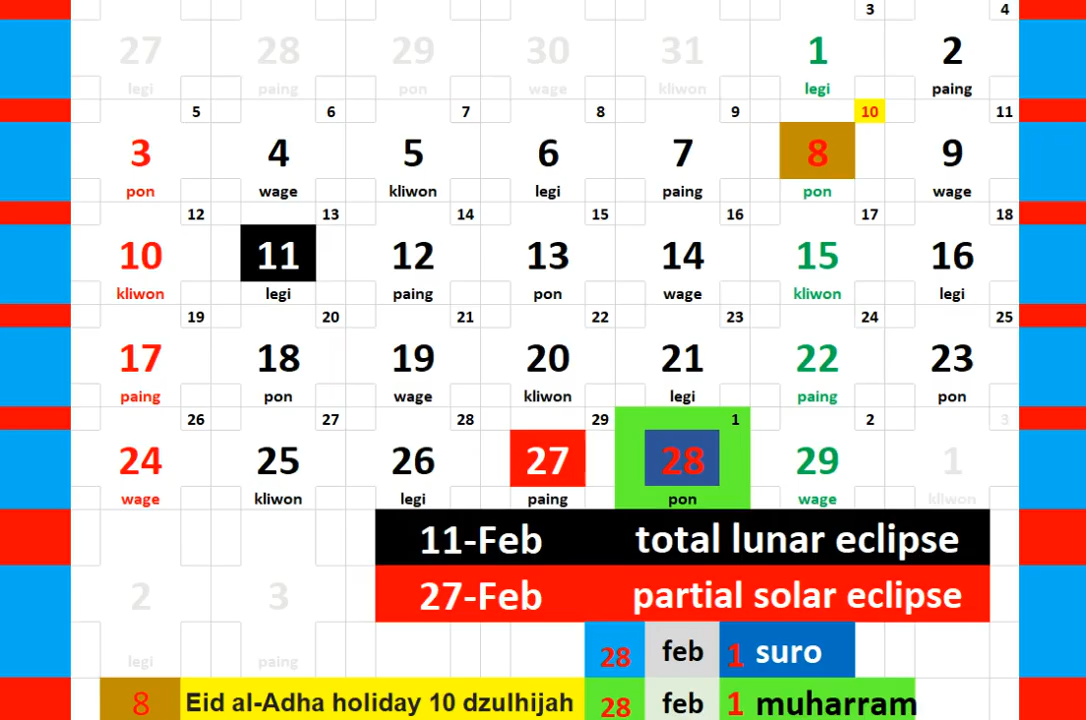 3 4
27 28 29 30 31 1 2
legi paing pon wage kliwon legi paing
5 6 7 8 9 10 11
3 4 5 6 7 8 9
pon wage kliwon legi paing pon wage
12 13 14 15 16 17 18
10 11 12 13 14 15 16
kliwon legi paing pon wage kliwon legi
19 20 21 22 23 24 25
17 18 19 20 21 22 23
paing pon wage kliwon legi paing pon
26 27 28 29 1 2 3
24 25 26 27 28 29 1
wage kliwon legi paing pon wage kliwon
11-Feb total lunar eclipse
2 3 27-Feb partial solar eclipse
legi paing 28 feb 1 suro
8 Eid al-Adha holiday 10 dzulhijah 28 feb 1 muharram